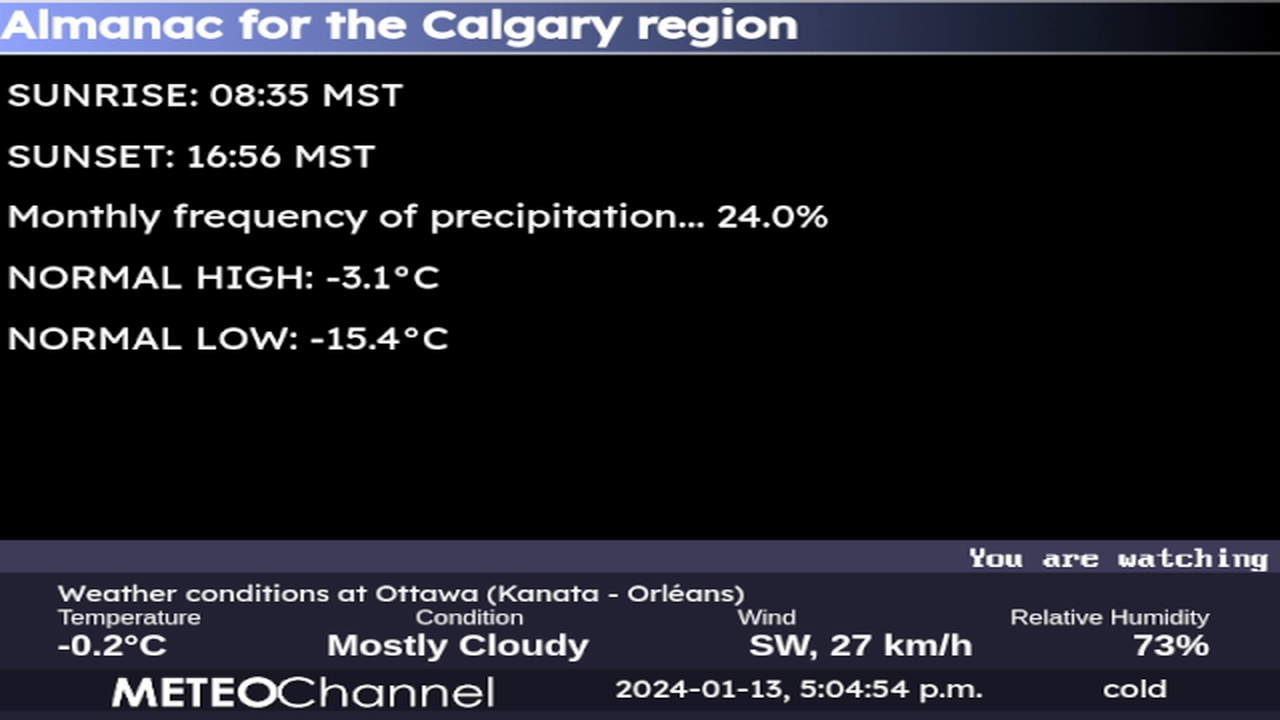 Almanac for the Calgary region
SUNRISE: 08:35 MST
SUNSET: 16:56 MST
Monthly frequency of precipitation... 24.0%
NORMAL HIGH: -3.1°C
NORMAL LOW: -15.4°C
You are watching
Weather conditions at Ottawa (Kanata - Orléans)
Temperature Condition Wind Relative Humidity
-0.2°C Mostly Cloudy SW, 27 km/h 73%
METEOChannel 2024-01-13, 5:04:54 p.m. cold